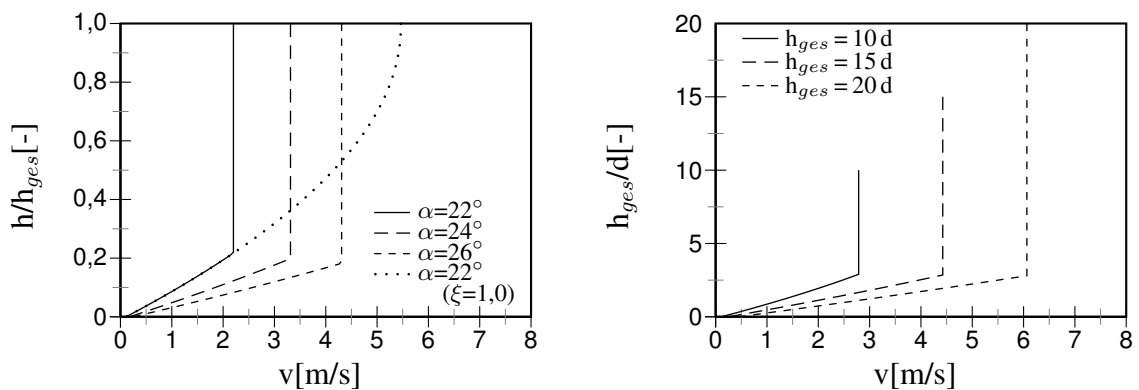 1,0
0,8
0,6
0,4
0,2
0
h/h_ges[-]
α=22°
α=24°
α=26°
α=22°
(ξ=1,0)
0 1 2 3 4 5 6 7 8
v[m/s]
20
15
10
5
0
h_ges/d[-]
h_ges = 10 d
h_ges = 15 d
h_ges = 20 d
0 1 2 3 4 5 6 7 8
v[m/s]